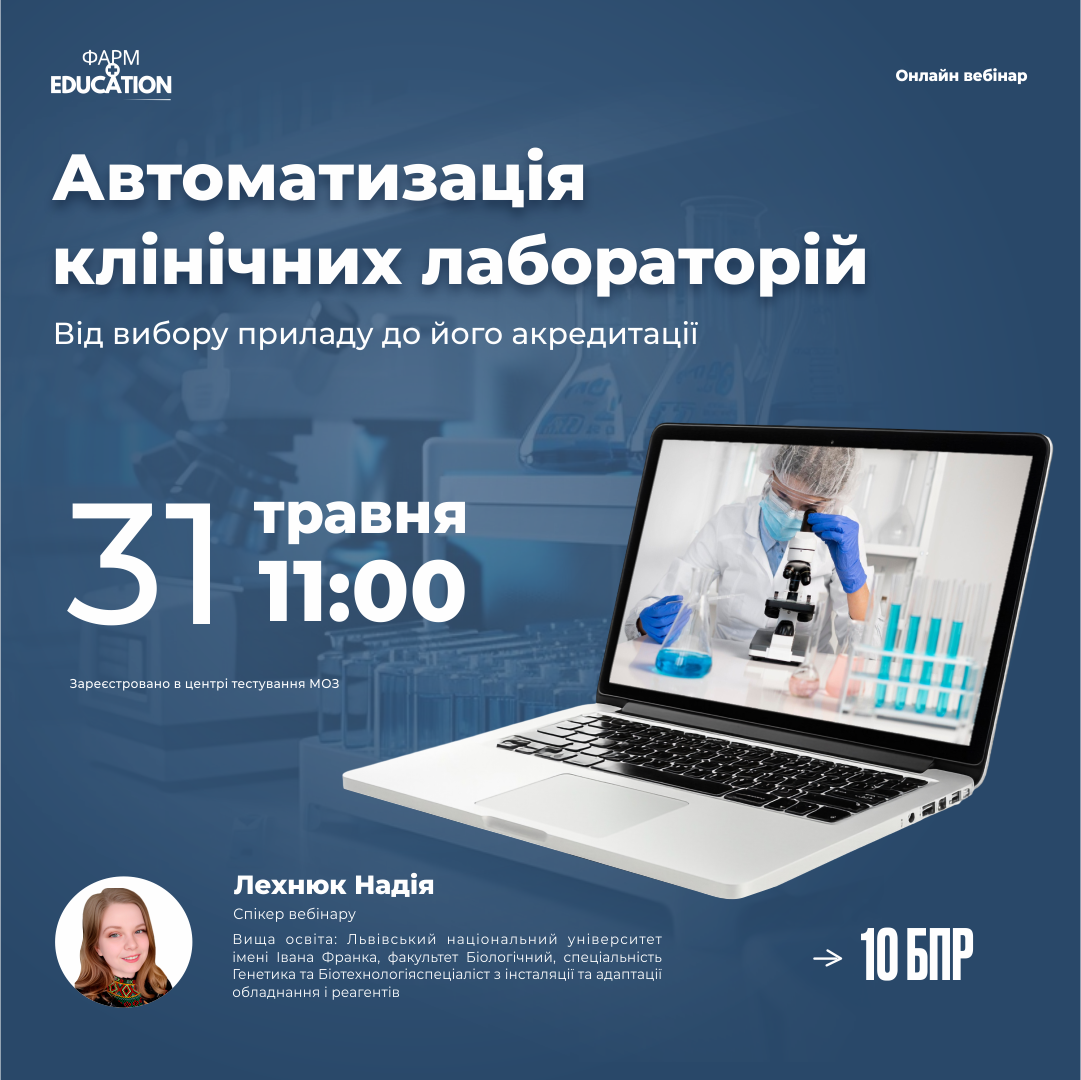 ФАРМ
EDUCATION
Онлайн вебінар
Автоматизація
клінічних лабораторій
Від вибору приладу до його акредитації
31 травня
11:00
Зареєстровано в центрі тестування МОЗ
Лехнюк Надія
Спікер вебінару
Вища освіта: Львівський національний університет
імені Івана Франка, факультет Біологічний, спеціальність
Генетика та Біотехнологіяспеціаліст з інсталяції та адаптації
обладнання і реагентів
→ 10 БПР